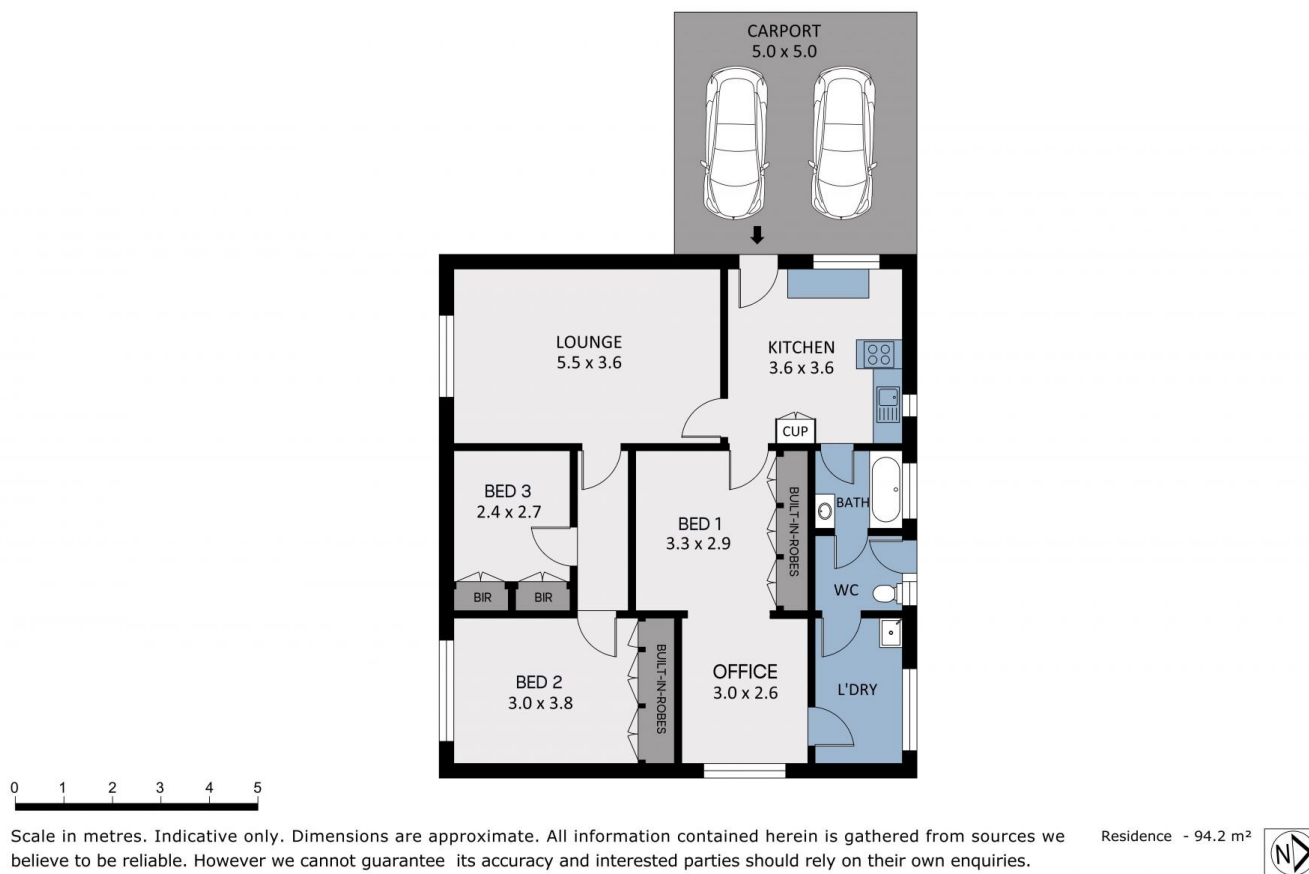 CARPORT
5.0 x 5.0
LOUNGE
5.5 x 3.6
KITCHEN
3.6 x 3.6
CUP
BED 3
2.4 x 2.7
BED 1
3.3 x 2.9
BUILT-IN-ROBES
BATH
BIR
BIR
WC
BED 2
3.0 x 3.8
BUILT-IN-ROBES
OFFICE
3.0 x 2.6
L'DRY
0 1 2 3 4 5
Scale in metres. Indicative only. Dimensions are approximate. All information contained herein is gathered from sources we
believe to be reliable. However we cannot guarantee its accuracy and interested parties should rely on their own enquiries.
Residence - 94.2 m²
N